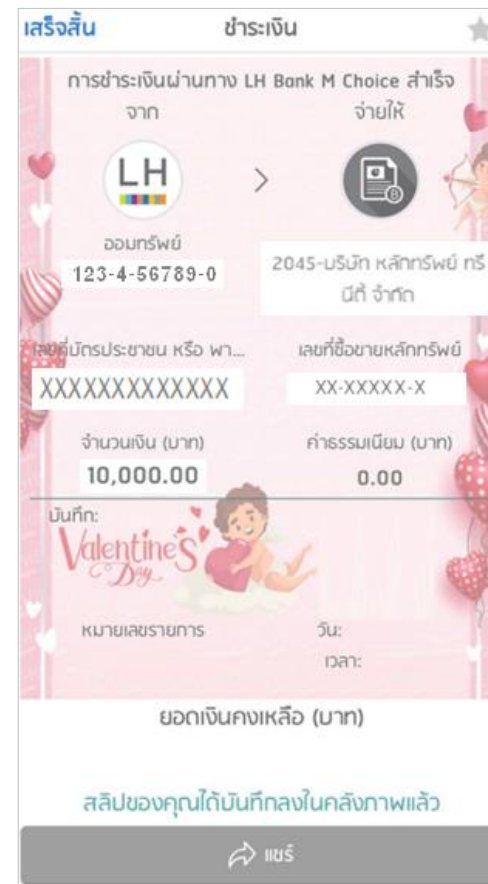 เสร็จสิ้น ชำระเงิน
การชำระเงินผ่านทาง LH Bank M Choice สำเร็จ
จาก จ่ายให้
LH
ออมทรัพย์
123-4-56789-0
2045-บริษัท หลักทรัพย์ ทรี
นีตี้ จำกัด
เลขที่บัตรประชาชน หรือ พา... เลขที่ซื้อขายหลักทรัพย์
XXXXXXXXXXXXX XX-XXXXX-X
จำนวนเงิน (บาท) ค่าธรรมเนียม (บาท)
10,000.00 0.00
บันทึก:
Valentine's
Day
หมายเลขรายการ วัน:
เวลา:
ยอดเงินคงเหลือ (บาท)
สลิปของคุณได้บันทึกลงในคลังภาพแล้ว
แชร์